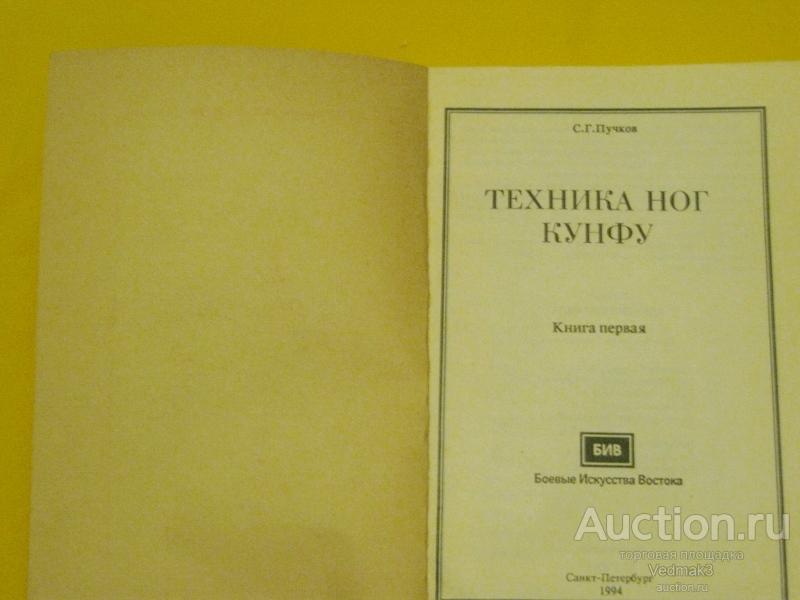 С.Г.Пучков
ТЕХНИКА НОГ
КУНФУ
Книга первая
БИВ
Боевые Искусства Востока
Auction.ru
торговая площадка
Vedmak3
auction.ru
Санкт-Петербург
1994